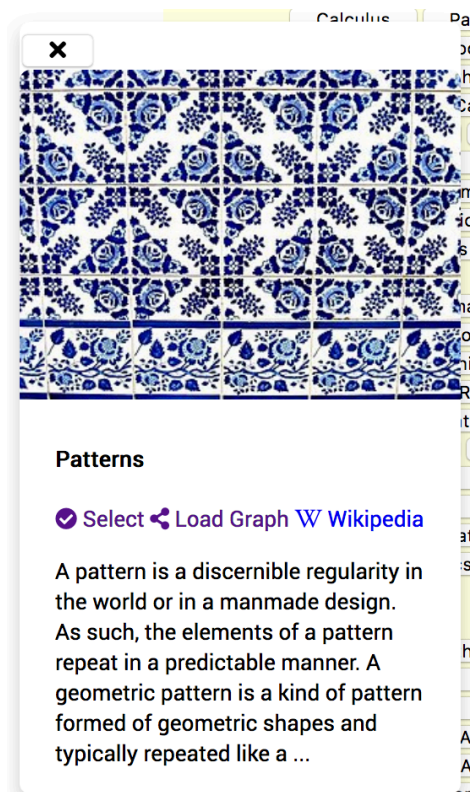 Calculus
Pa
×
Patterns
Select Load Graph W Wikipedia
A pattern is a discernible regularity in
the world or in a manmade design.
As such, the elements of a pattern
repeat in a predictable manner. A
geometric pattern is a kind of pattern
formed of geometric shapes and
typically repeated like a ...